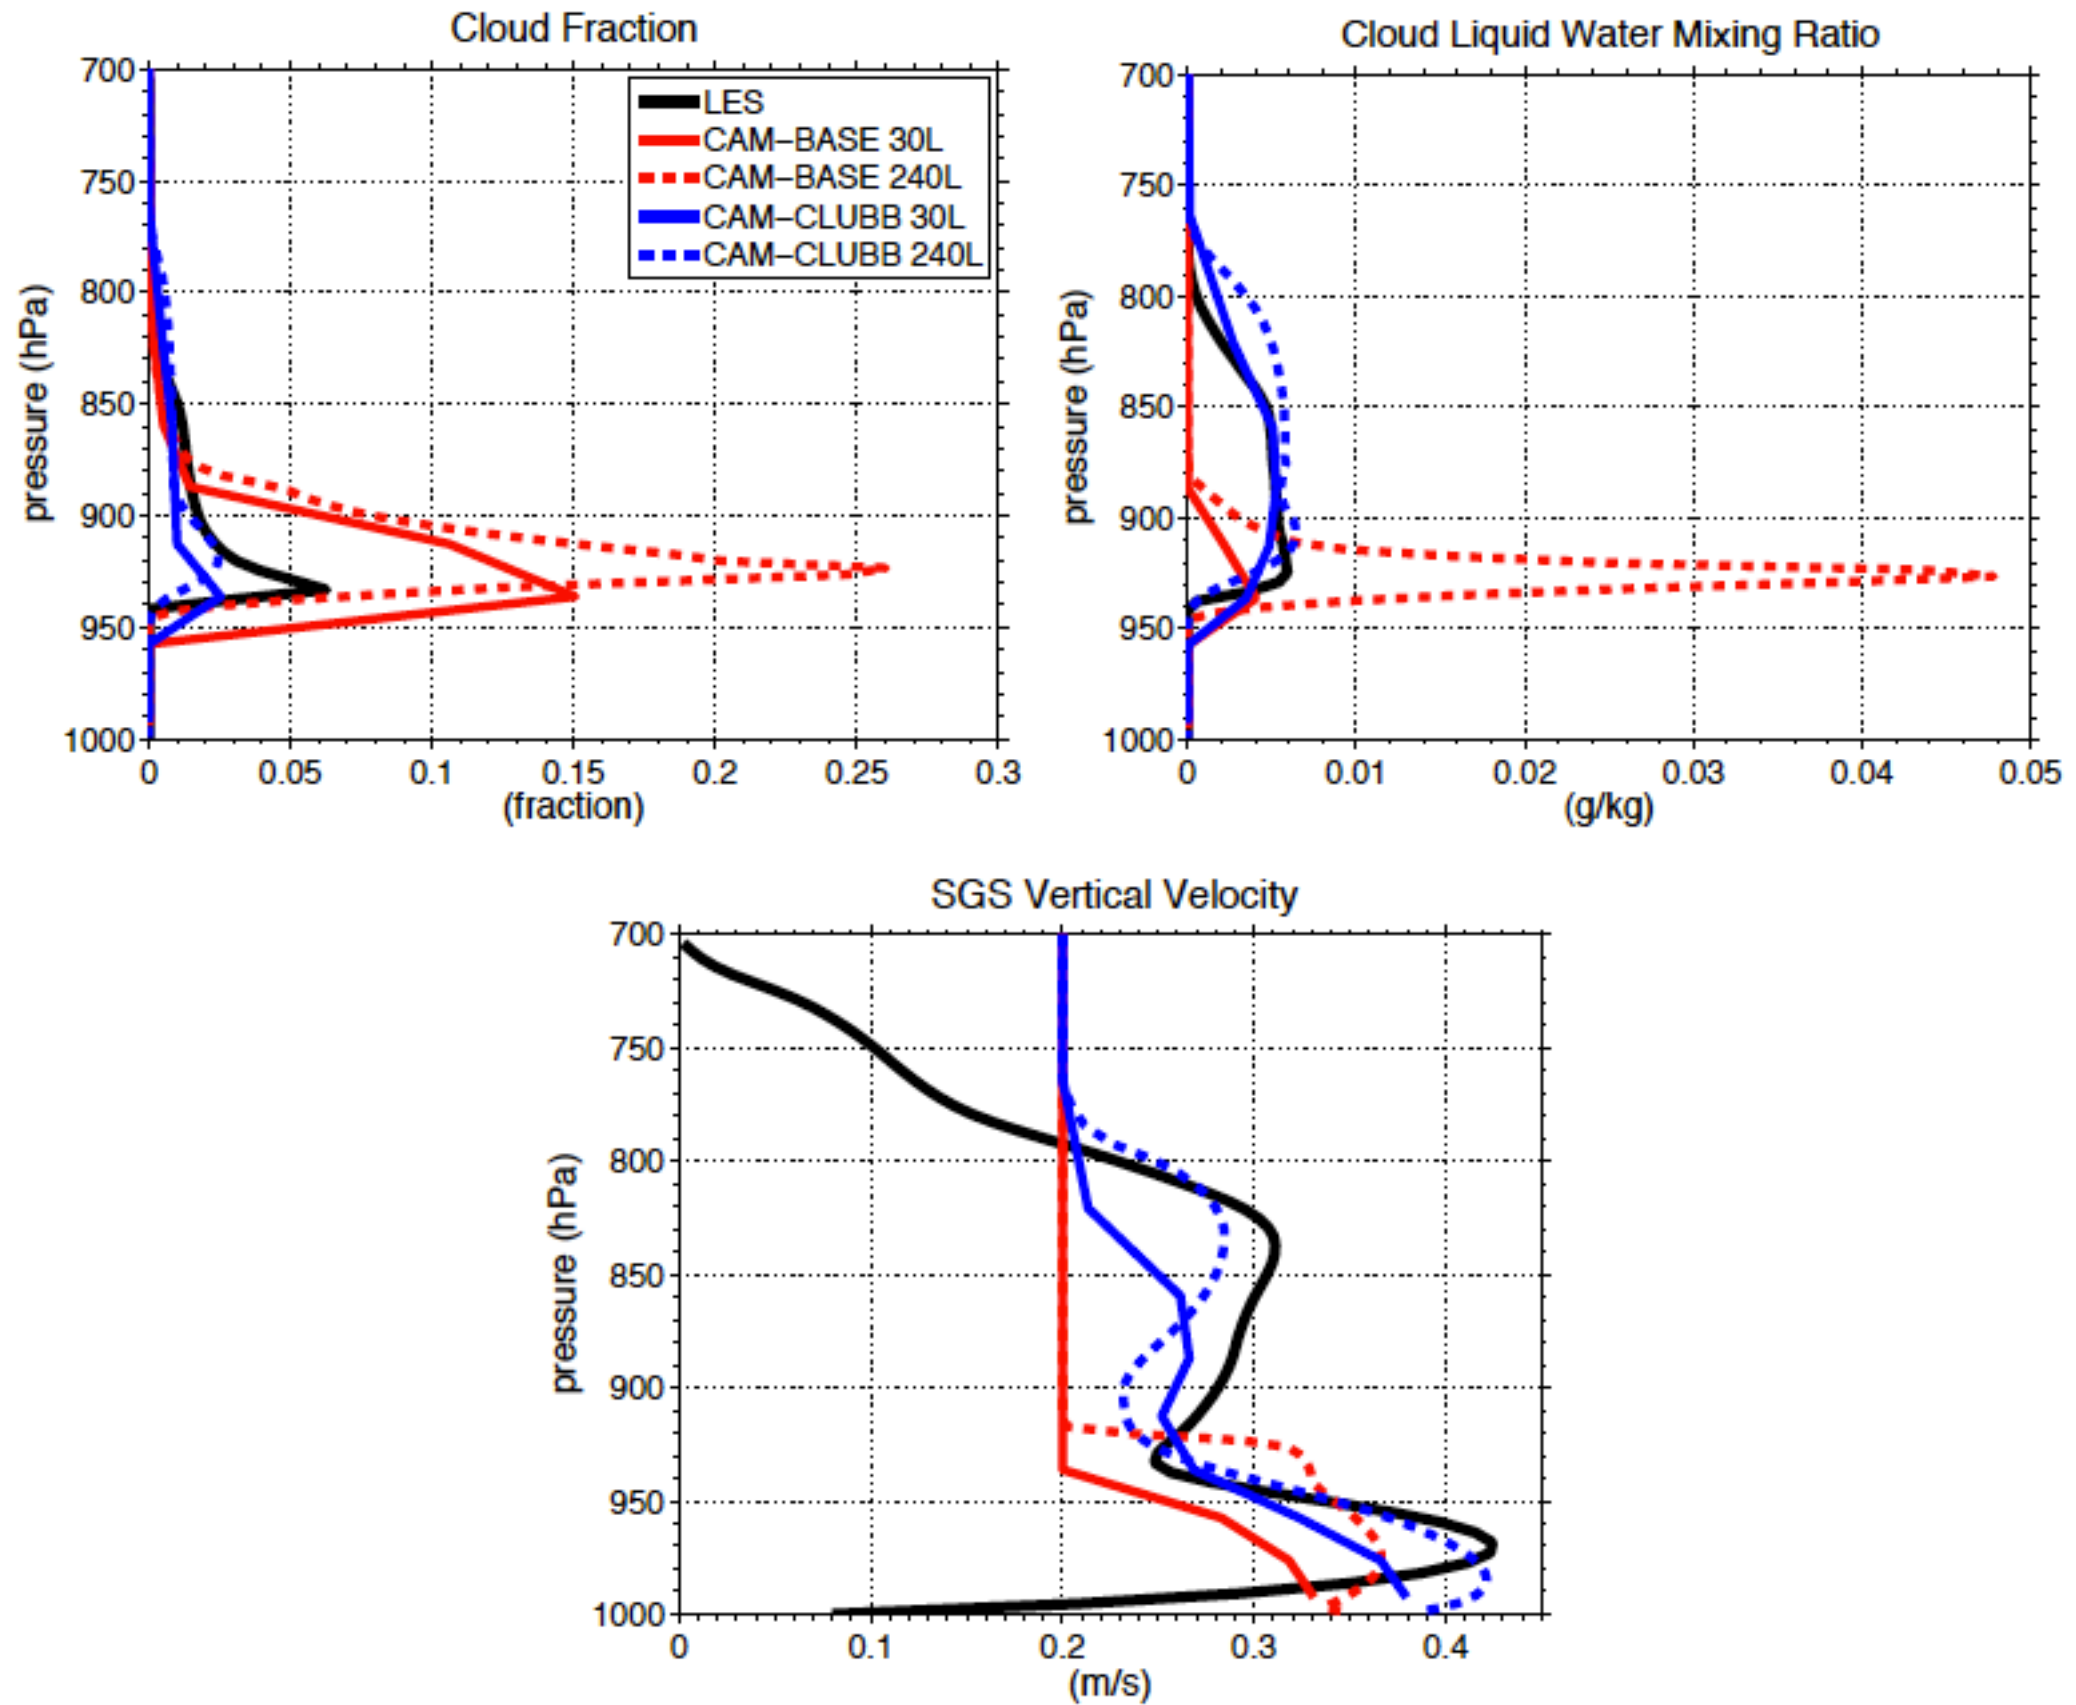 Cloud Fraction
700
750
800
850
900
950
1000
pressure (hPa)
LES
CAM-BASE 30L
CAM-BASE 240L
CAM-CLUBB 30L
CAM-CLUBB 240L
0 0.05 0.1 0.15 0.2 0.25 0.3
(fraction)
Cloud Liquid Water Mixing Ratio
700
750
800
850
900
950
1000
pressure (hPa)
0 0.01 0.02 0.03 0.04 0.05
(g/kg)
SGS Vertical Velocity
700
750
800
850
900
950
1000
pressure (hPa)
0 0.1 0.2 0.3 0.4
(m/s)